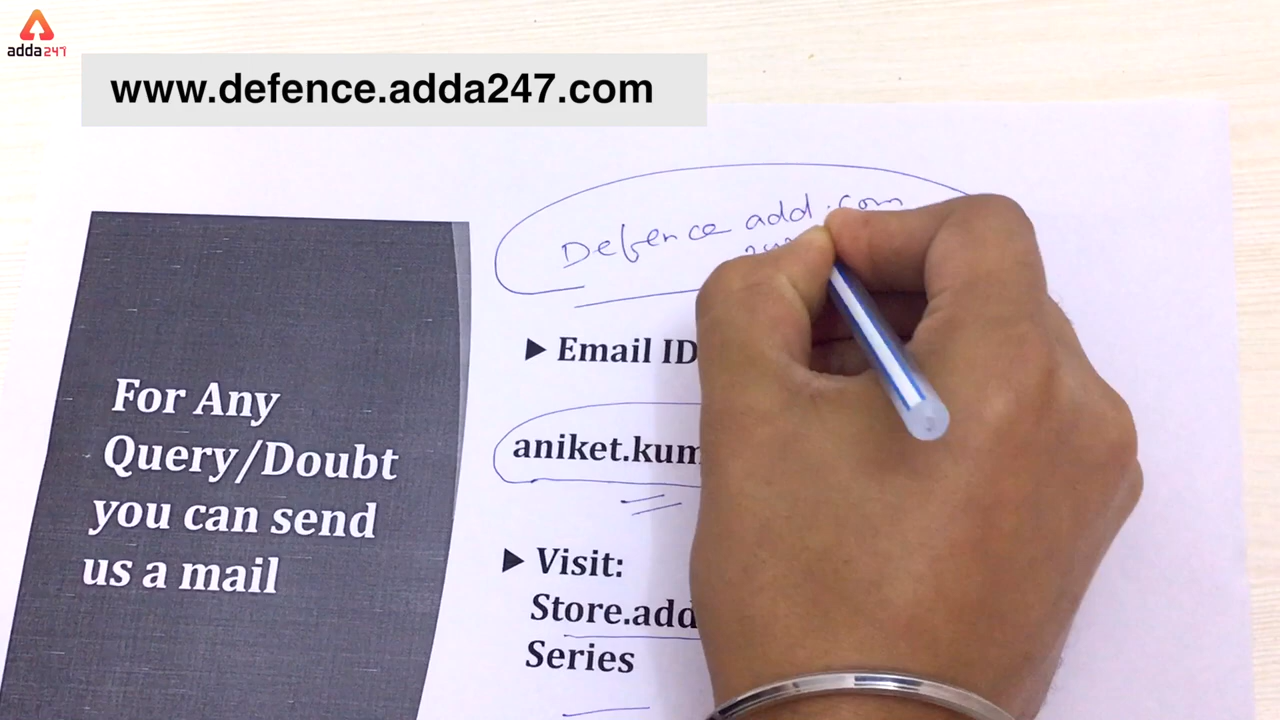 adda247
www.defence.adda247.com
Defence add.com
Email ID
aniket.kum
For Any
Query/Doubt
you can send
us a mail
Visit:
Store.add
Series